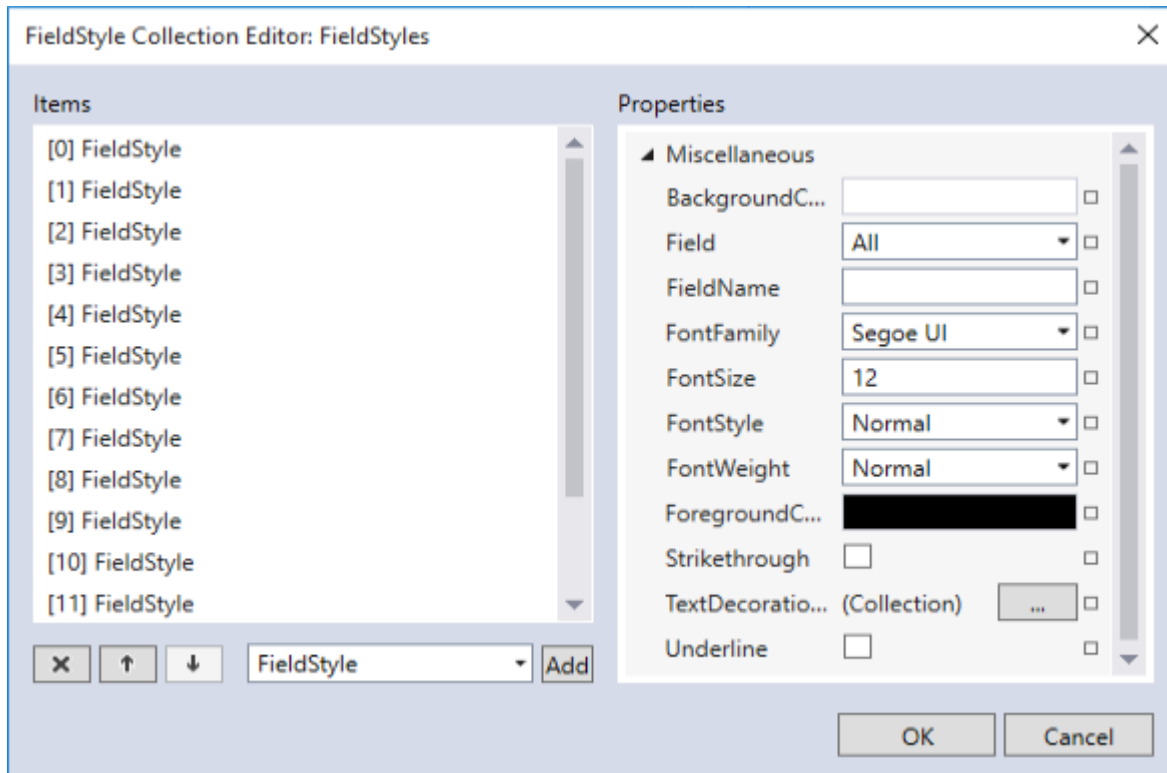 FieldStyle Collection Editor: FieldStyles
Items
[0] FieldStyle
[1] FieldStyle
[2] FieldStyle
[3] FieldStyle
[4] FieldStyle
[5] FieldStyle
[6] FieldStyle
[7] FieldStyle
[8] FieldStyle
[9] FieldStyle
[10] FieldStyle
[11] FieldStyle
FieldStyle
Add
Properties
Miscellaneous
BackgroundC...
Field All
FieldName
FontFamily Segoe UI
FontSize 12
FontStyle Normal
FontWeight Normal
ForegroundC...
Strikethrough
TextDecoratio... (Collection) ...
Underline
OK Cancel